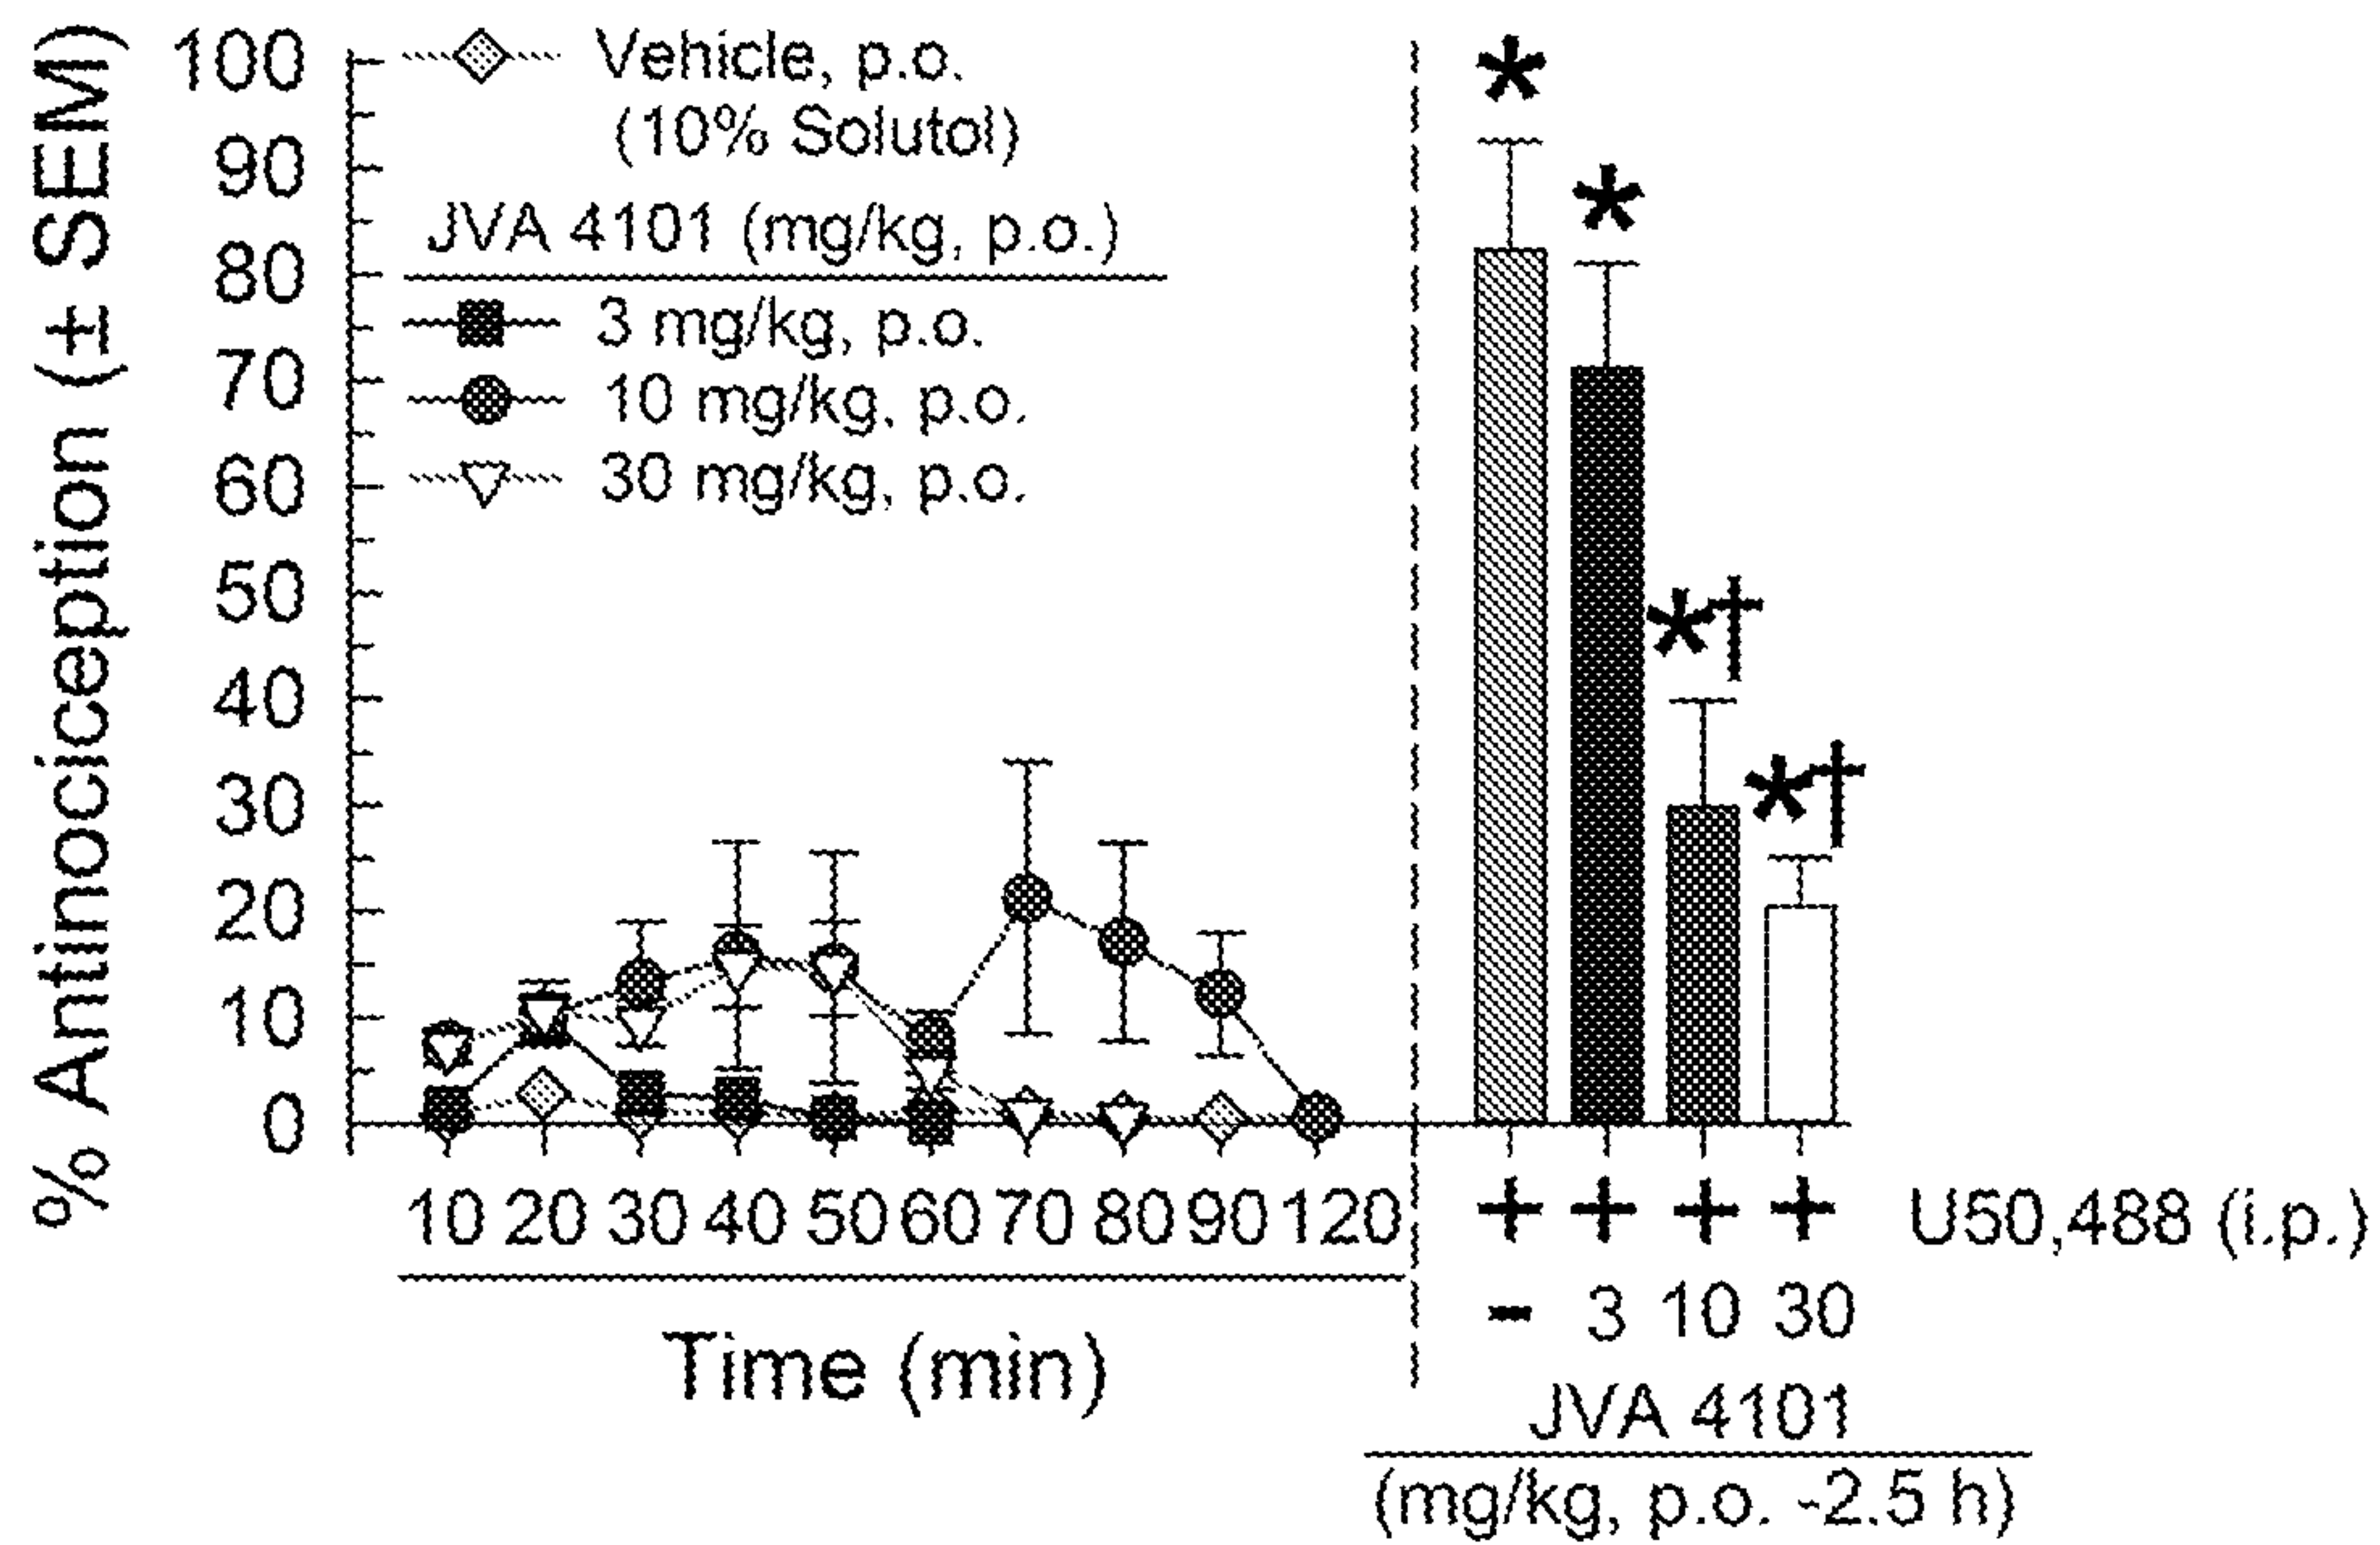 % Antinociception (± SEM)
100
90
80
70
60
50
40
30
20
10
0
Vehicle, p.o.
(10% Solutol)
JVA 4101 (mg/kg, p.o.)
3 mg/kg, p.o.
10 mg/kg, p.o.
30 mg/kg, p.o.
*
*
*†
*†
10 20 30 40 50 60 70 80 90 120
Time (min)
+ + + + U50,488 (i.p.)
- 3 10 30
JVA 4101
(mg/kg, p.o. -2.5 h)